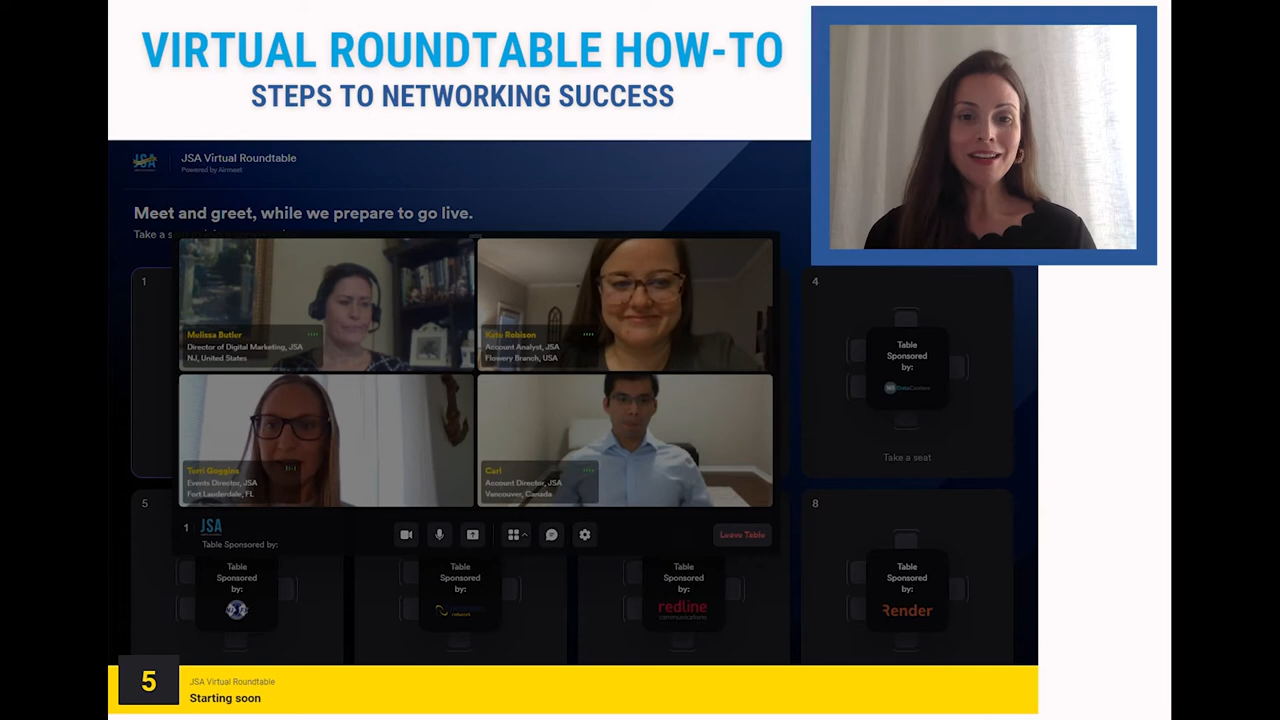 VIRTUAL ROUNDTABLE HOW-TO
STEPS TO NETWORKING SUCCESS
JSA
JSA Virtual Roundtable
Powered by Airmeet
Meet and greet, while we prepare to go live.
Take a
1
4
Melissa Butler
Director of Digital Marketing, JSA
NJ, United States
Kate Robison
Account Analyst, JSA
Flowery Branch, USA
Table
Sponsored
by:
Take a seat
Terri Goggins
Events Director, JSA
Fort Lauderdale, FL
Carl
Account Director, JSA
Vancouver, Canada
5
8
1
JSA
Table Sponsored by:
Leave Table
Table
Sponsored
by:
Table
Sponsored
by:
network
Table
Sponsored
by:
redline
communications
Table
Sponsored
by:
Render
5
JSA Virtual Roundtable
Starting soon